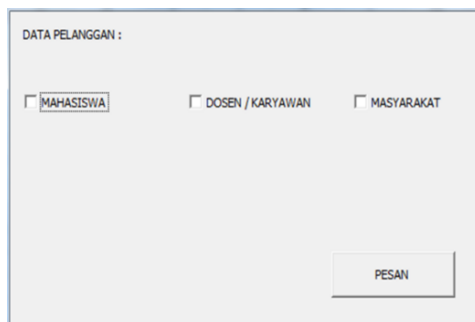 DATA PELANGGAN :
MAHASISWA DOSEN / KARYAWAN MASYARAKAT
PESAN